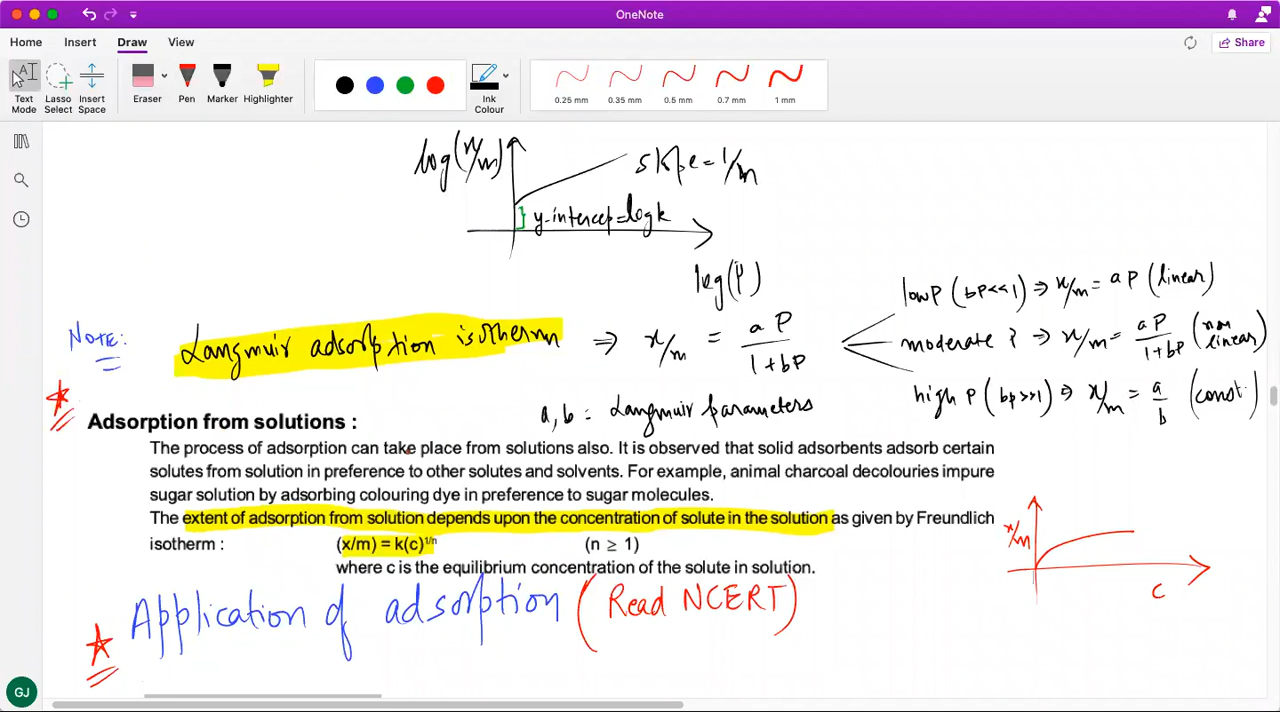 OneNote
Home Insert Draw View
Share
Text Mode
Lasso Select
Insert Space
Eraser
Pen
Marker
Highlighter
Ink Colour
0.25 mm
0.35 mm
0.5 mm
0.7 mm
1 mm
log(x/m)
slope=1/m
y-intercep=logk
log(P)
lowP (bP<<1) ⇒ x/m = aP (linear)
NOTE: Langmuir adsorption isotherm ⇒ x/m = aP/1+bP
moderate P ⇒ x/m = aP/1+bP (non linear)
high P (bp>>1) ⇒ x/m = a/b (const)
a, b = Langmuir parameters
Adsorption from solutions :
The process of adsorption can take place from solutions also. It is observed that solid adsorbents adsorb certain
solutes from solution in preference to other solutes and solvents. For example, animal charcoal decolouries impure
sugar solution by adsorbing colouring dye in preference to sugar molecules.
The extent of adsorption from solution depends upon the concentration of solute in the solution as given by Freundlich
isotherm : (x/m) = k(c)^1/n (n ≥ 1)
where c is the equilibrium concentration of the solute in solution.
x/m
c
Application of adsorption (Read NCERT)
GJ